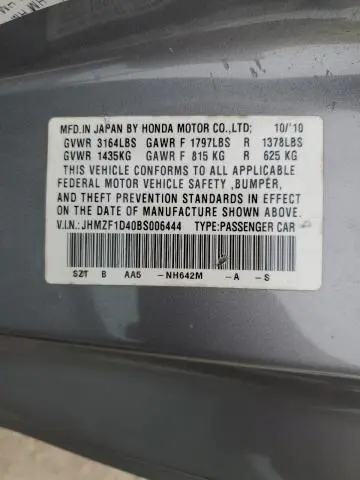 MFD.IN JAPAN BY HONDA MOTOR CO.,LTD; 10/'10
GVWR 3164LBS GAWR F 1797LBS R 1378LBS
GVWR 1435KG GAWR F 815 KG R 625 KG
THIS VEHICLE CONFORMS TO ALL APPLICABLE
FEDERAL MOTOR VEHICLE SAFETY ,BUMPER,
AND THEFT PREVENTION STANDARDS IN EFFECT
ON THE DATE OF MANUFACTURE SHOWN ABOVE.
V.I.N.:JHMZF1D40BS006444 TYPE:PASSENGER CAR
SZT B AA5 -NH642M -A -S